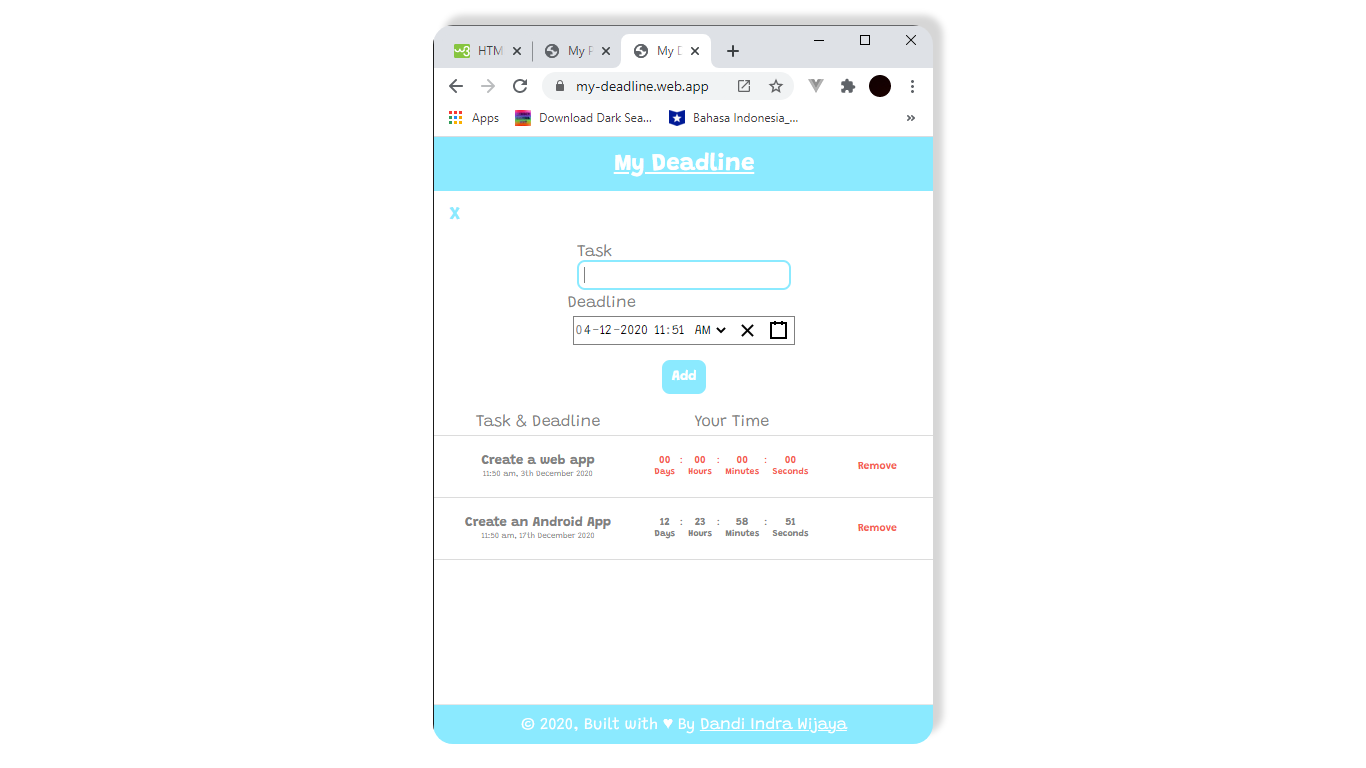 HTM
My P
My D
my-deadline.web.app
Apps
Download Dark Sea...
Bahasa Indonesia_...
My Deadline
X
Task
Deadline
04-12-2020 11:51 AM
Add
Task & Deadline Your Time
Create a web app
11:50 am, 3th December 2020
00 : 00 : 00 : 00
Days Hours Minutes Seconds
Remove
Create an Android App
11:50 am, 17th December 2020
12 : 23 : 58 : 51
Days Hours Minutes Seconds
Remove
© 2020, Built with ♥ By Dandi Indra Wijaya